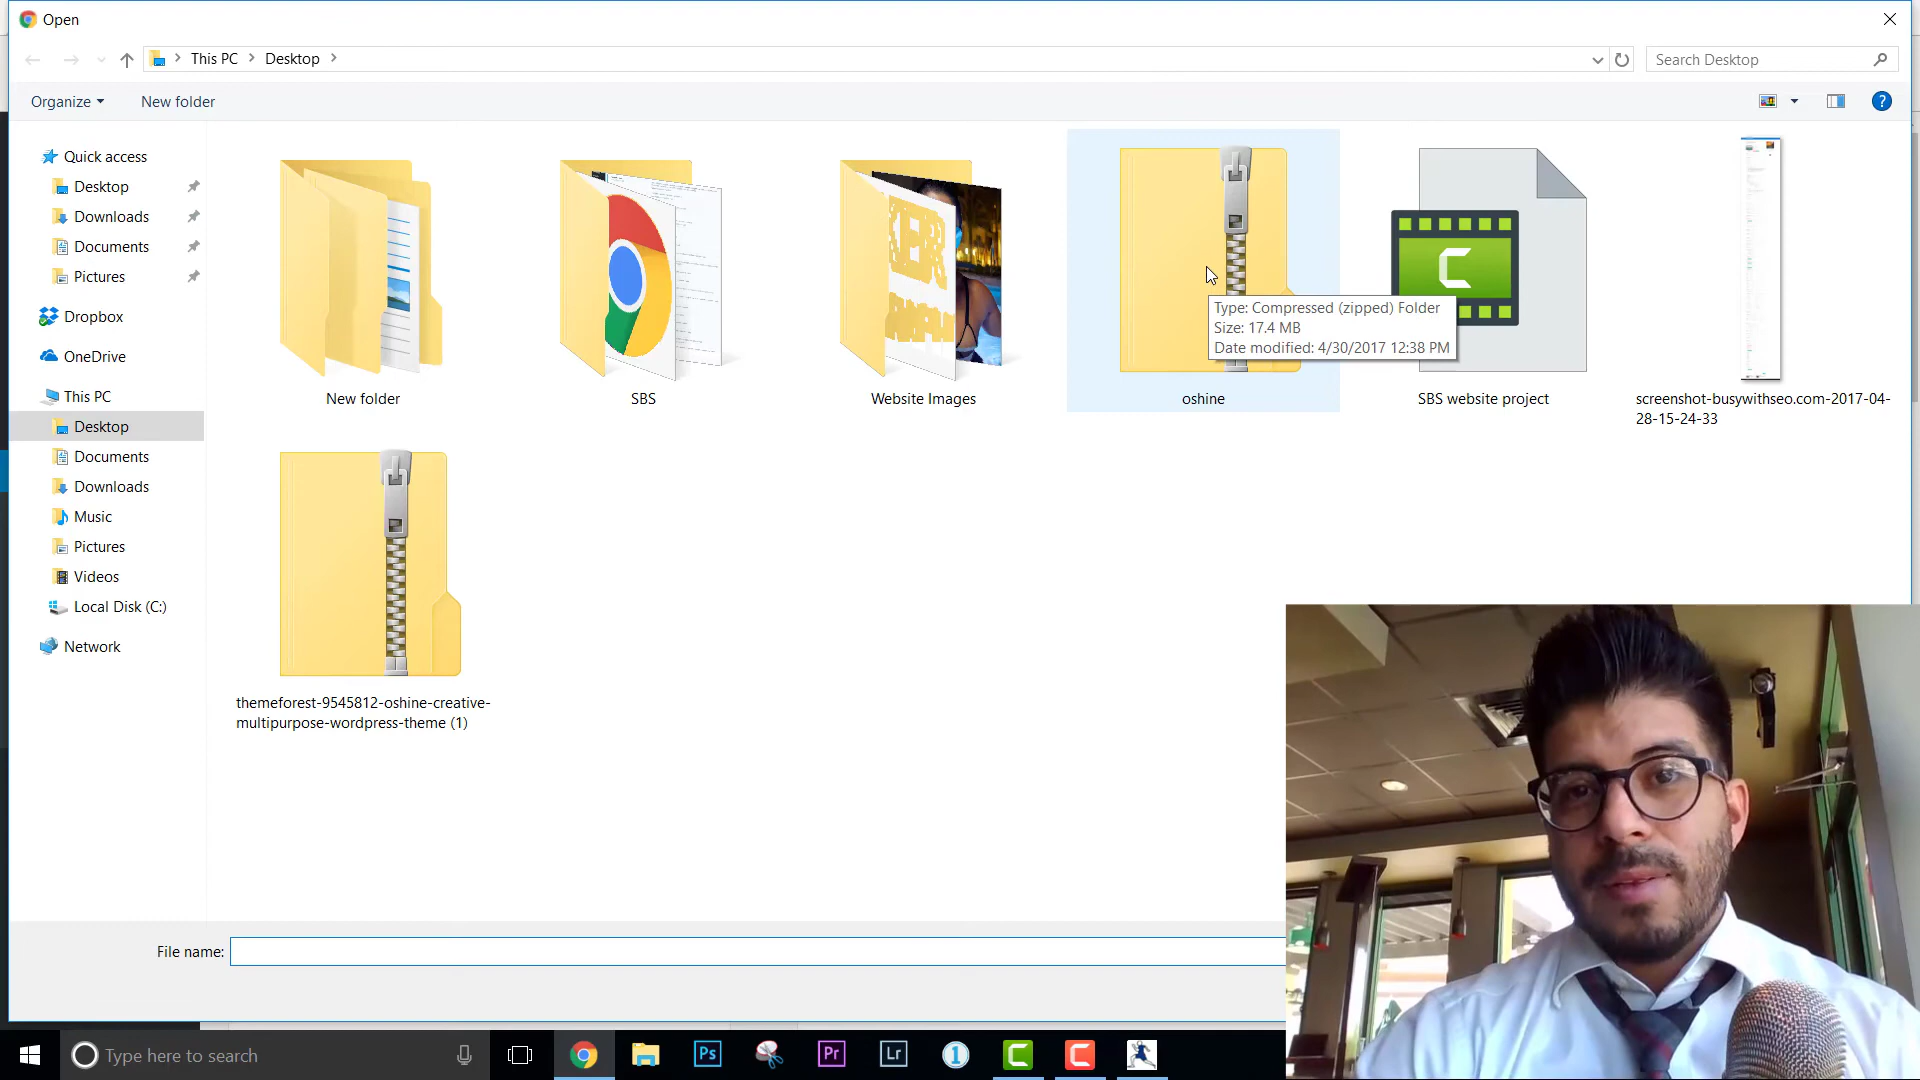 Open
This PC
Desktop
Search Desktop
Organize
New folder
Quick access
Desktop
Downloads
Documents
Pictures
Dropbox
OneDrive
This PC
Desktop
Documents
Downloads
Music
Pictures
Videos
Local Disk (C:)
Network
New folder
SBS
Website Images
oshine
SBS website project
screenshot-busywithseo.com-2017-04-
28-15-24-33
Type: Compressed (zipped) Folder
Size: 17.4 MB
Date modified: 4/30/2017 12:38 PM
themeforest-9545812-oshine-creative-
multipurpose-wordpress-theme (1)
File name:
Type here to search
Ps
Pr
Lr